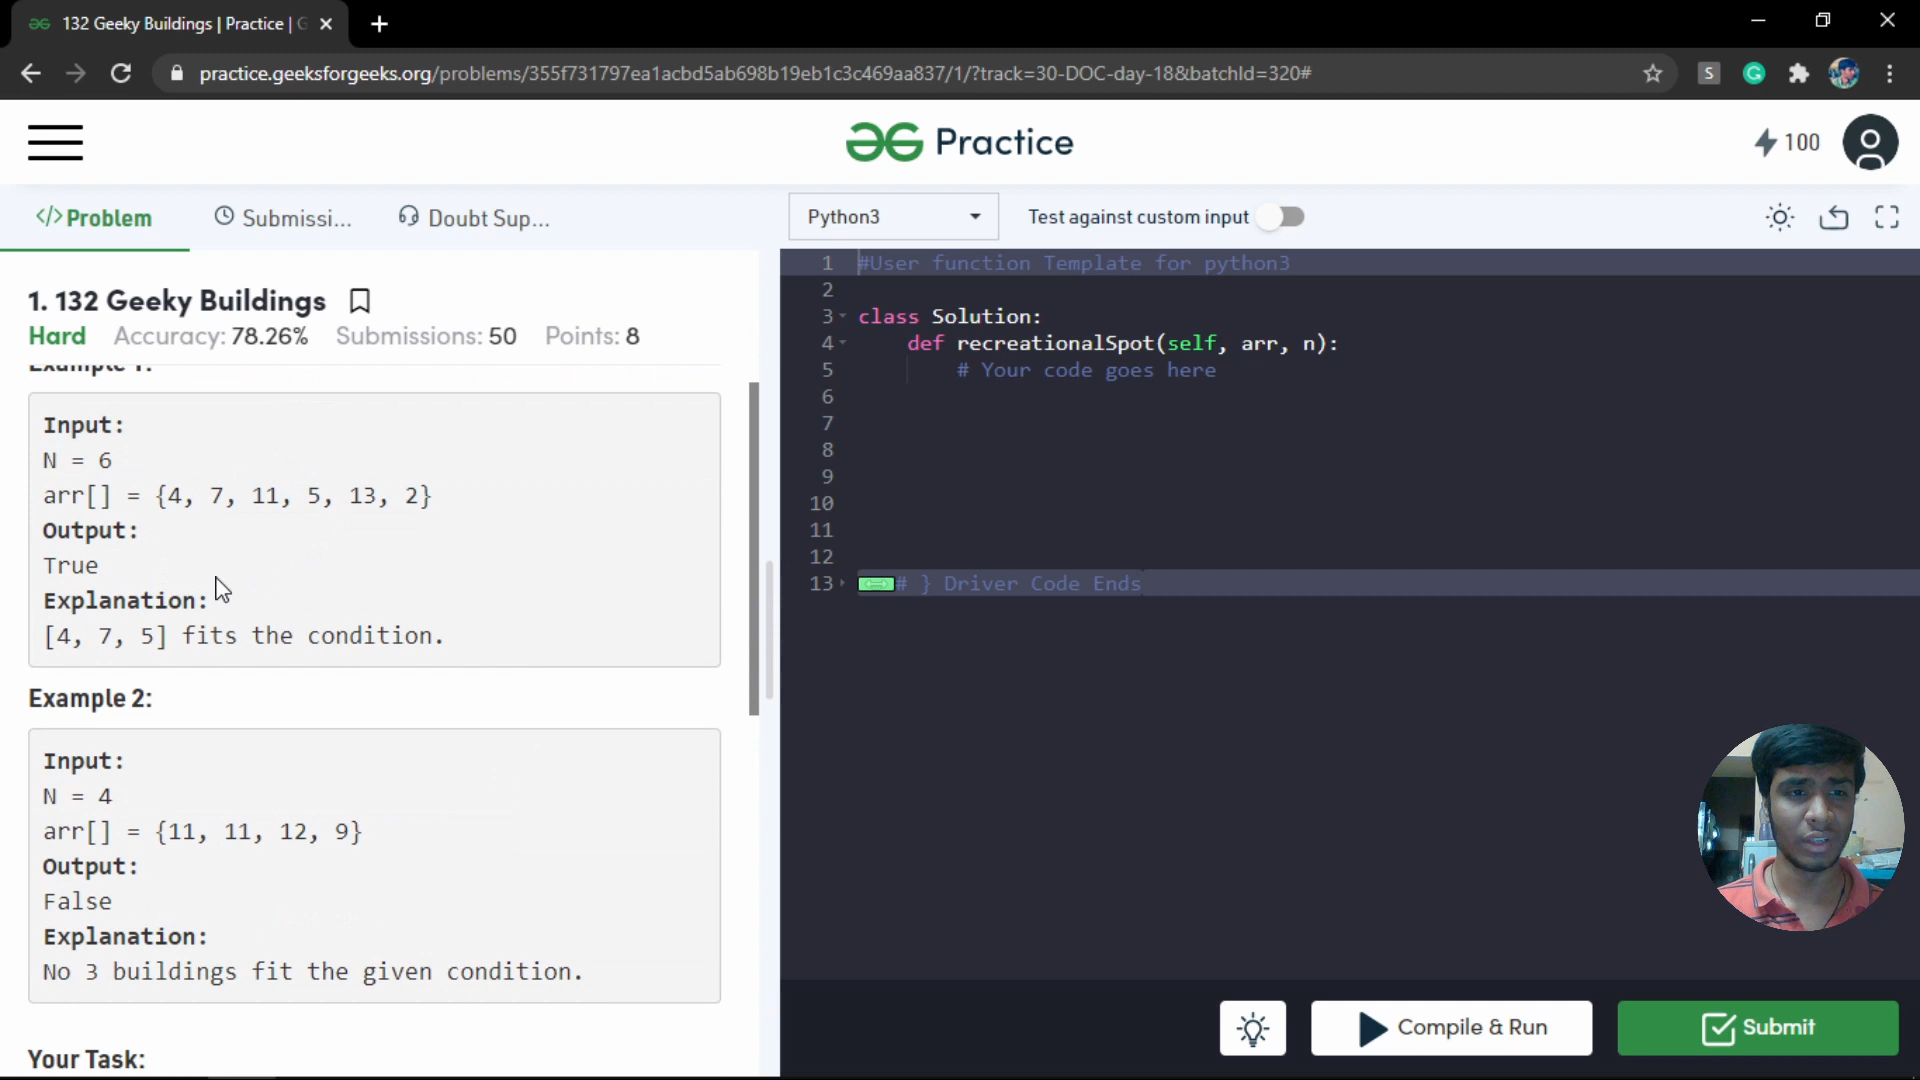 132 Geeky Buildings | Practice | G
practice.geeksforgeeks.org/problems/355f731797ea1acbd5ab698b19eb1c3c469aa837/1/?track=30-DOC-day-18&batchId=320#
S
G
Practice
100
</> Problem
Submissi...
Doubt Sup...
Python3
Test against custom input
1. 132 Geeky Buildings
Hard Accuracy: 78.26% Submissions: 50 Points: 8
Example 1:
Input:
N = 6
arr[] = {4, 7, 11, 5, 13, 2}
Output:
True
Explanation:
[4, 7, 5] fits the condition.
Example 2:
Input:
N = 4
arr[] = {11, 11, 12, 9}
Output:
False
Explanation:
No 3 buildings fit the given condition.
Your Task:
1 #User function Template for python3
2
3 class Solution:
4 def recreationalSpot(self, arr, n):
5 # Your code goes here
6
7
8
9
10
11
12
13 # } Driver Code Ends
Compile & Run
Submit